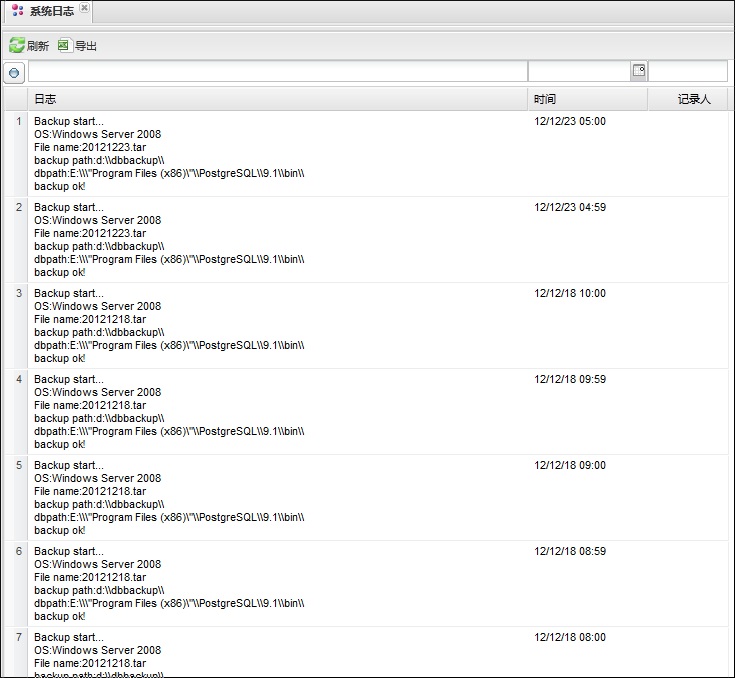 系统日志
刷新 导出
日志 时间 记录人
1 Backup start... 12/12/23 05:00
OS:Windows Server 2008
File name:20121223.tar
backup path:d:\\dbbackup\\
dbpath:E:\\\"Program Files (x86)\"\\PostgreSQL\\9.1\\bin\\
backup ok!
2 Backup start... 12/12/23 04:59
OS:Windows Server 2008
File name:20121223.tar
backup path:d:\\dbbackup\\
dbpath:E:\\\"Program Files (x86)\"\\PostgreSQL\\9.1\\bin\\
backup ok!
3 Backup start... 12/12/18 10:00
OS:Windows Server 2008
File name:20121218.tar
backup path:d:\\dbbackup\\
dbpath:E:\\\"Program Files (x86)\"\\PostgreSQL\\9.1\\bin\\
backup ok!
4 Backup start... 12/12/18 09:59
OS:Windows Server 2008
File name:20121218.tar
backup path:d:\\dbbackup\\
dbpath:E:\\\"Program Files (x86)\"\\PostgreSQL\\9.1\\bin\\
backup ok!
5 Backup start... 12/12/18 09:00
OS:Windows Server 2008
File name:20121218.tar
backup path:d:\\dbbackup\\
dbpath:E:\\\"Program Files (x86)\"\\PostgreSQL\\9.1\\bin\\
backup ok!
6 Backup start... 12/12/18 08:59
OS:Windows Server 2008
File name:20121218.tar
backup path:d:\\dbbackup\\
dbpath:E:\\\"Program Files (x86)\"\\PostgreSQL\\9.1\\bin\\
backup ok!
7 Backup start... 12/12/18 08:00
OS:Windows Server 2008
File name:20121218.tar
backup path:d:\\dbbackup\\